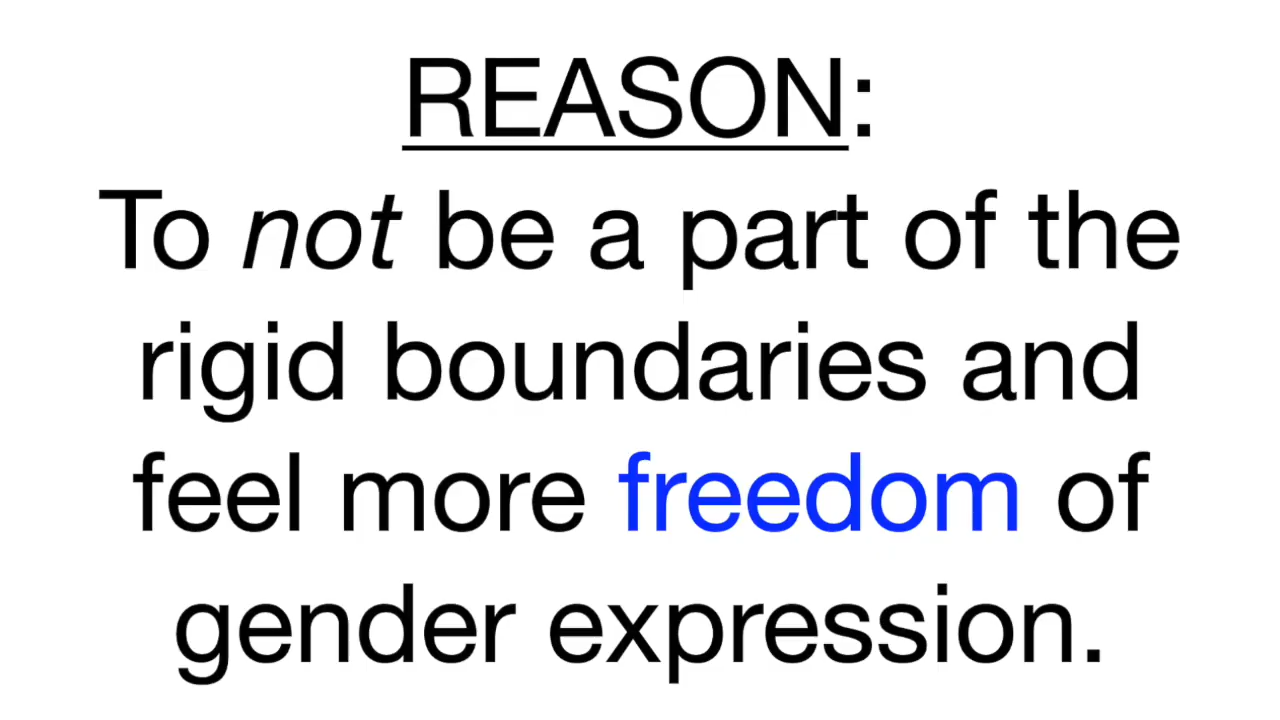 REASON:
To not be a part of the
rigid boundaries and
feel more freedom of
gender expression.